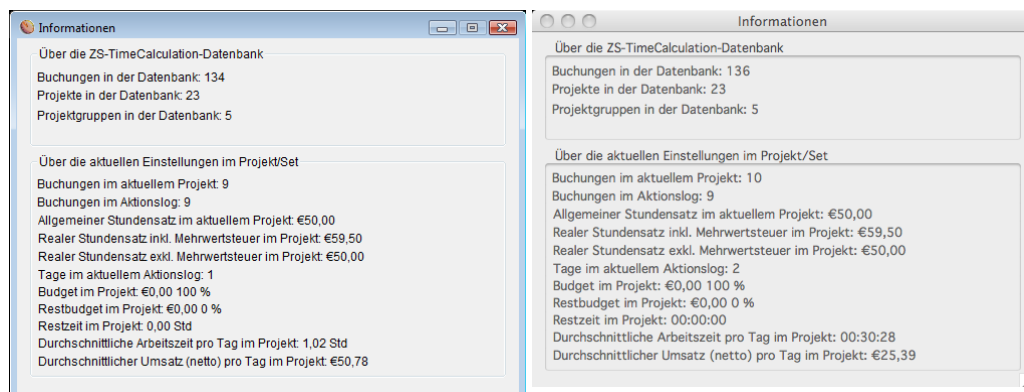 Informationen
Über die ZS-TimeCalculation-Datenbank
Buchungen in der Datenbank: 134
Projekte in der Datenbank: 23
Projektgruppen in der Datenbank: 5
Über die aktuellen Einstellungen im Projekt/Set
Buchungen im aktuellem Projekt: 9
Buchungen im Aktionslog: 9
Allgemeiner Stundensatz im aktuellem Projekt: €50,00
Realer Stundensatz inkl. Mehrwertsteuer im Projekt: €59,50
Realer Stundensatz exkl. Mehrwertsteuer im Projekt: €50,00
Tage im aktuellem Aktionslog: 1
Budget im Projekt: €0,00 100 %
Restbudget im Projekt: €0,00 0 %
Restzeit im Projekt: 0,00 Std
Durchschnittliche Arbeitszeit pro Tag im Projekt: 1,02 Std
Durchschnittlicher Umsatz (netto) pro Tag im Projekt: €50,78
Informationen
Über die ZS-TimeCalculation-Datenbank
Buchungen in der Datenbank: 136
Projekte in der Datenbank: 23
Projektgruppen in der Datenbank: 5
Über die aktuellen Einstellungen im Projekt/Set
Buchungen im aktuellem Projekt: 10
Buchungen im Aktionslog: 9
Allgemeiner Stundensatz im aktuellem Projekt: €50,00
Realer Stundensatz inkl. Mehrwertsteuer im Projekt: €59,50
Realer Stundensatz exkl. Mehrwertsteuer im Projekt: €50,00
Tage im aktuellem Aktionslog: 2
Budget im Projekt: €0,00 100 %
Restbudget im Projekt: €0,00 0 %
Restzeit im Projekt: 00:00:00
Durchschnittliche Arbeitszeit pro Tag im Projekt: 00:30:28
Durchschnittlicher Umsatz (netto) pro Tag im Projekt: €25,39